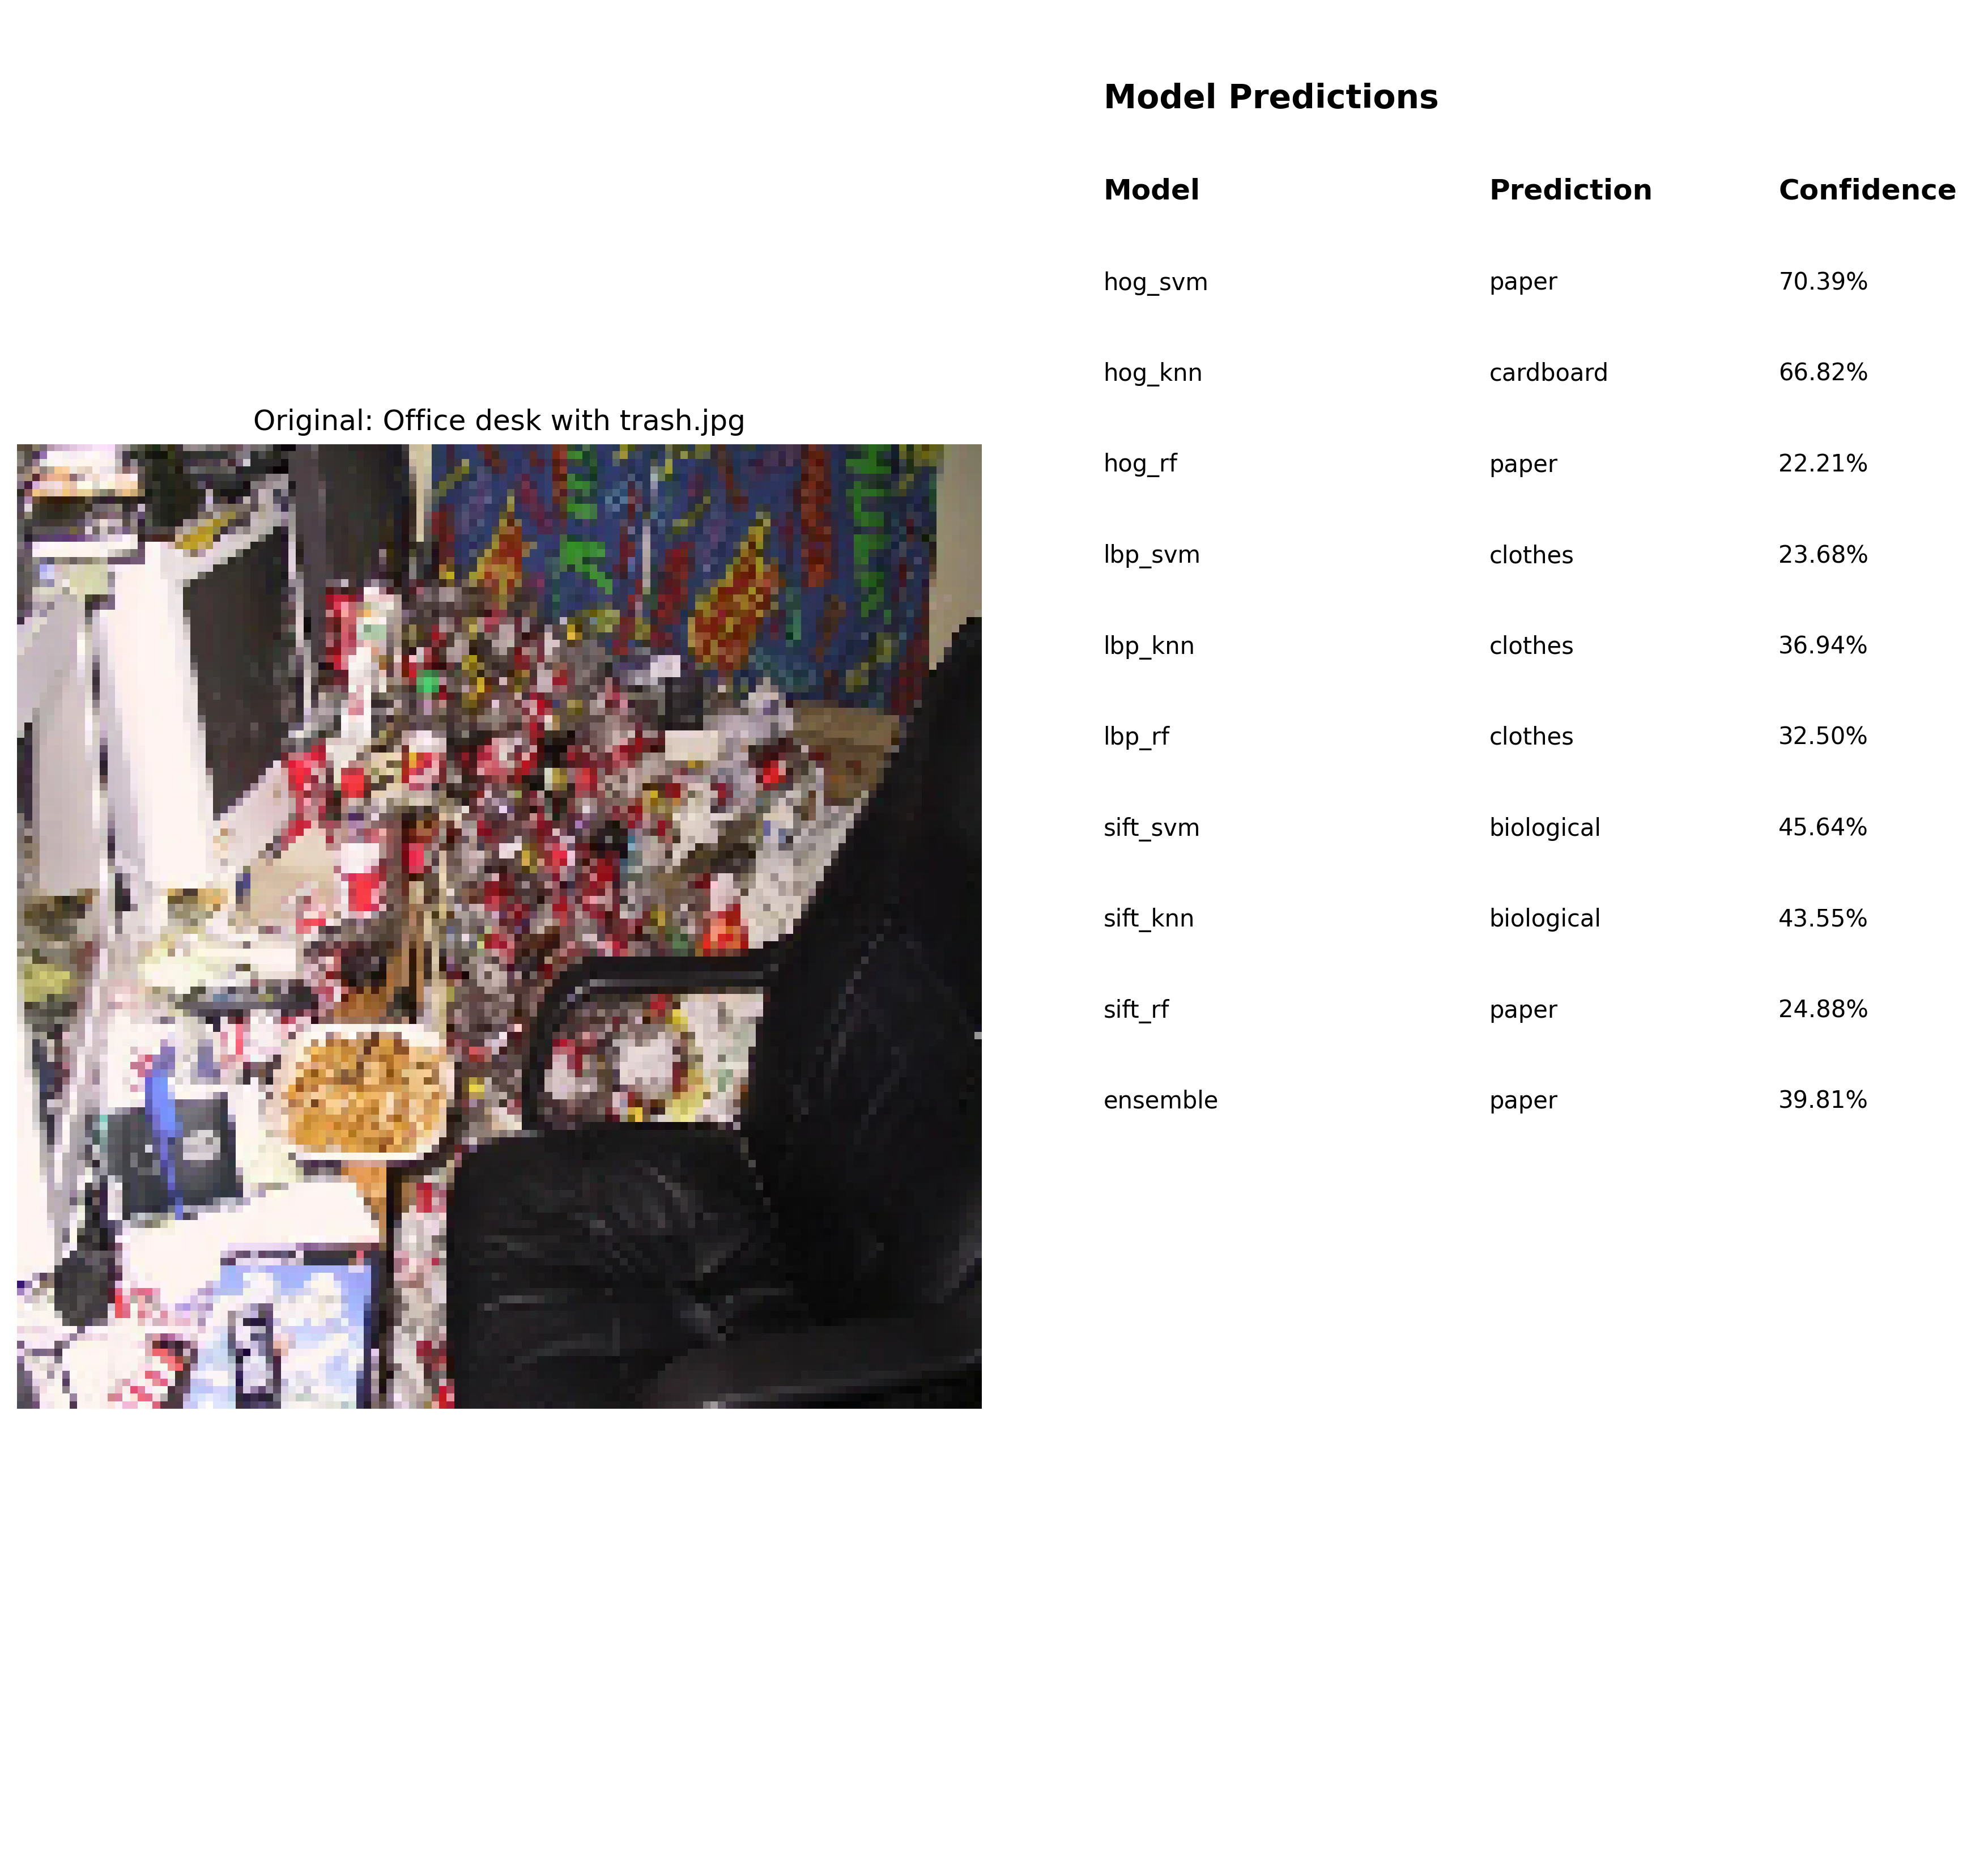 Model Predictions
Model Prediction Confidence
hog_svm paper 70.39%
hog_knn cardboard 66.82%
Original: Office desk with trash.jpg
hog_rf paper 22.21%
lbp_svm clothes 23.68%
lbp_knn clothes 36.94%
lbp_rf clothes 32.50%
sift_svm biological 45.64%
sift_knn biological 43.55%
sift_rf paper 24.88%
ensemble paper 39.81%